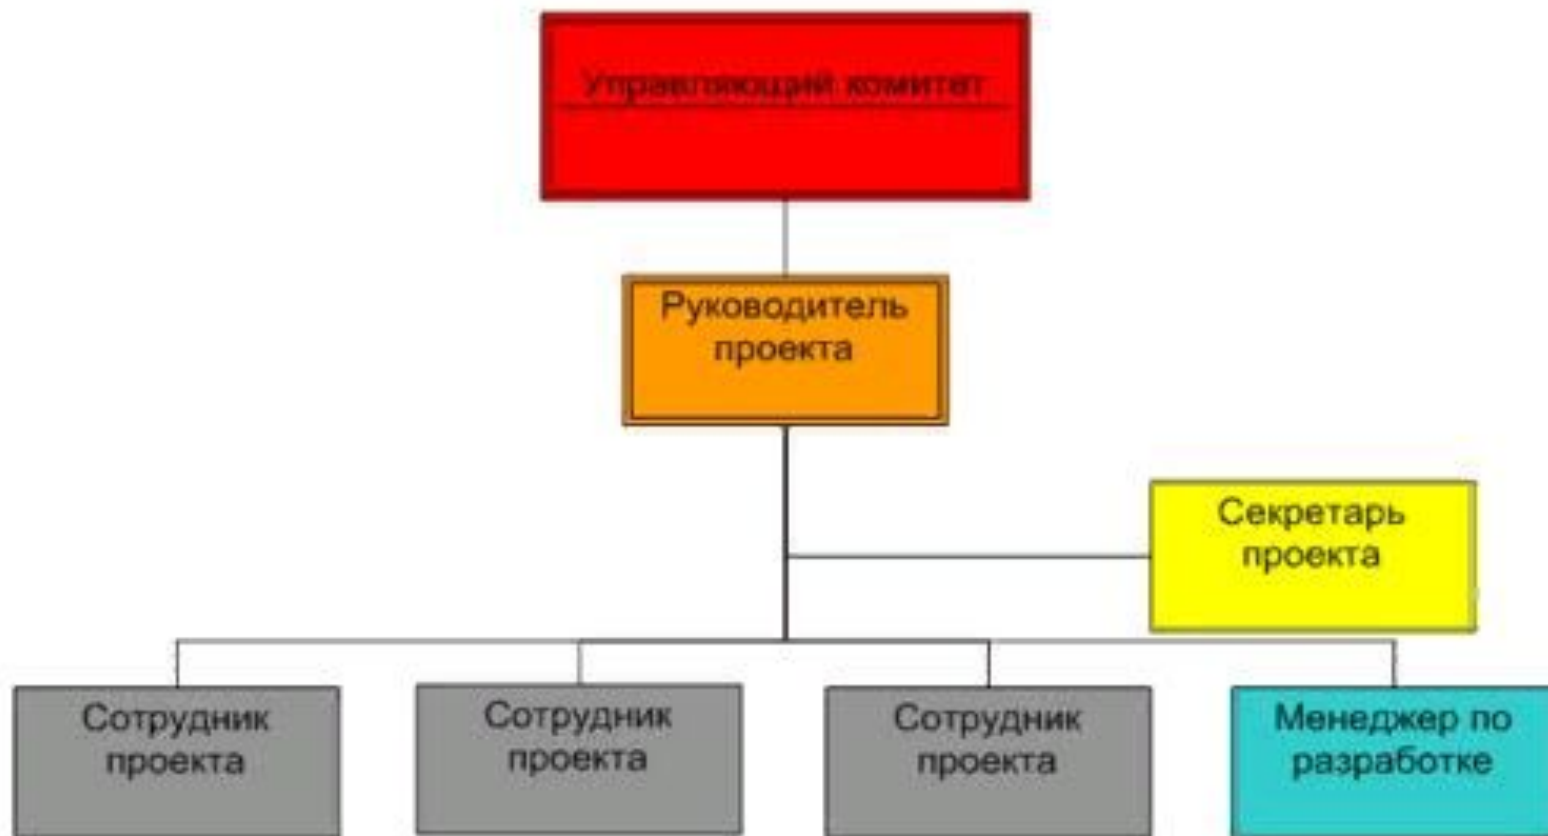 Управляющий комитет
Руководитель
проекта
Секретарь
проекта
Сотрудник
проекта
Сотрудник
проекта
Сотрудник
проекта
Менеджер по
разработке